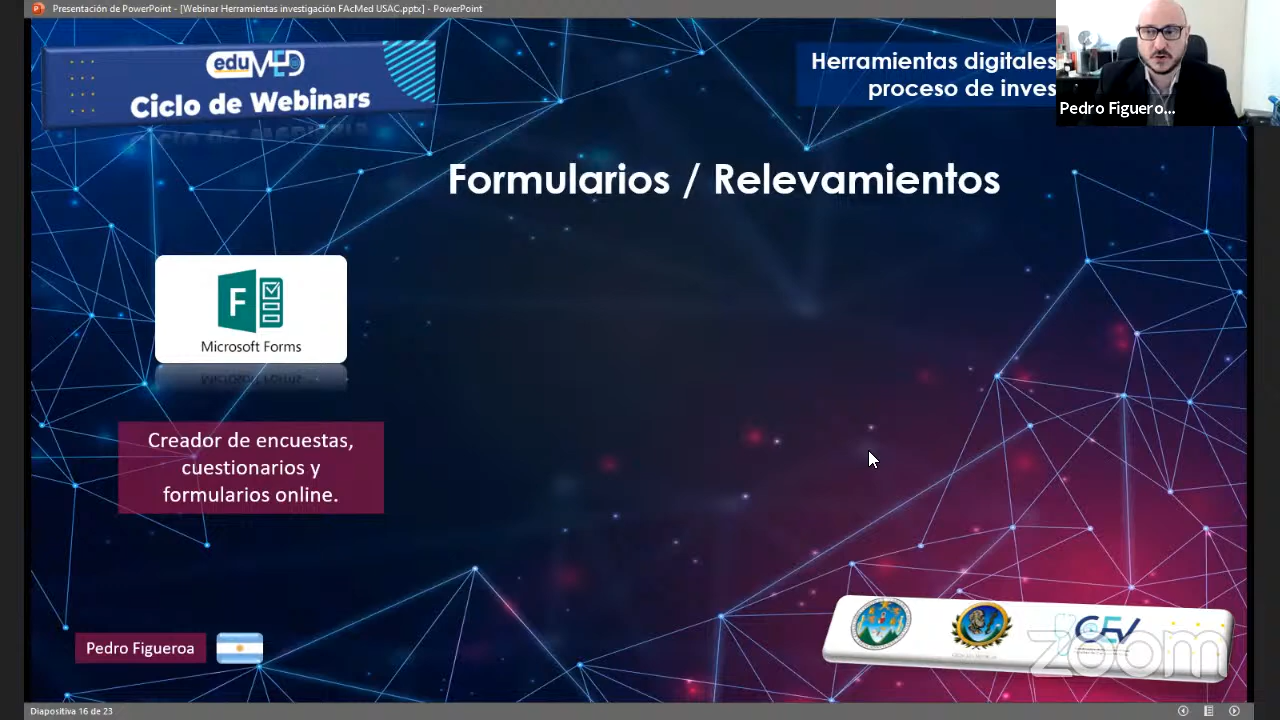 Presentación de PowerPoint - [Webinar Herramientas investigación FAcMed USAC.pptx] - PowerPoint
eduMED
Ciclo de Webinars
Herramientas digitales
proceso de inves
Pedro Figuero...
Formularios / Relevamientos
F
Microsoft Forms
Creador de encuestas,
cuestionarios y
formularios online.
Pedro Figueroa
CEV
zoom
Diapositiva 16 de 23